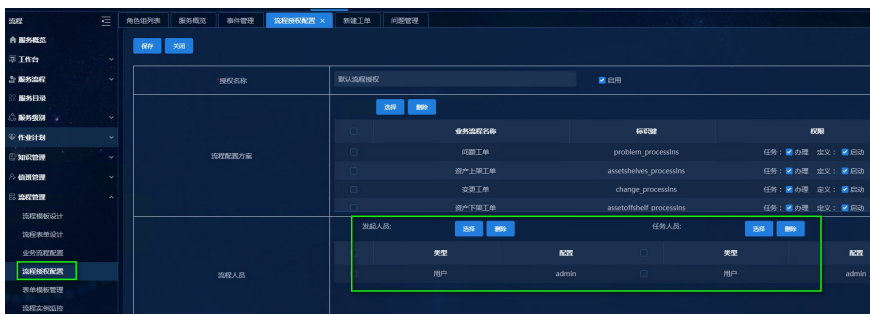 流程
角色组列表 服务概览 事件管理 流程授权配置 × 新建工单 问题管理
服务概览
保存 关闭
工作台
服务流程
*授权名称 默认流程授权 启用
服务目录
选择 删除
服务级别
业务流程名称 标识键 权限
作业计划
问题工单 problem_processIns 任务: 办理 定义: 启动
知识管理
流程配置方案
资产上架工单 assetshelves_processIns 任务: 办理 定义: 启动
值班管理
变更工单 change_processIns 任务: 办理 定义: 启动
流程管理
资产下架工单 assetoffshelf_processIns 任务: 办理 定义: 启动
流程模板设计
发起人员: 选择 删除 任务人员: 选择 删除
流程表单设计
类型 配置 类型 配置
业务流程配置
流程授权配置
流程人员
用户 admin 用户 admin
表单模板管理
流程实例监控